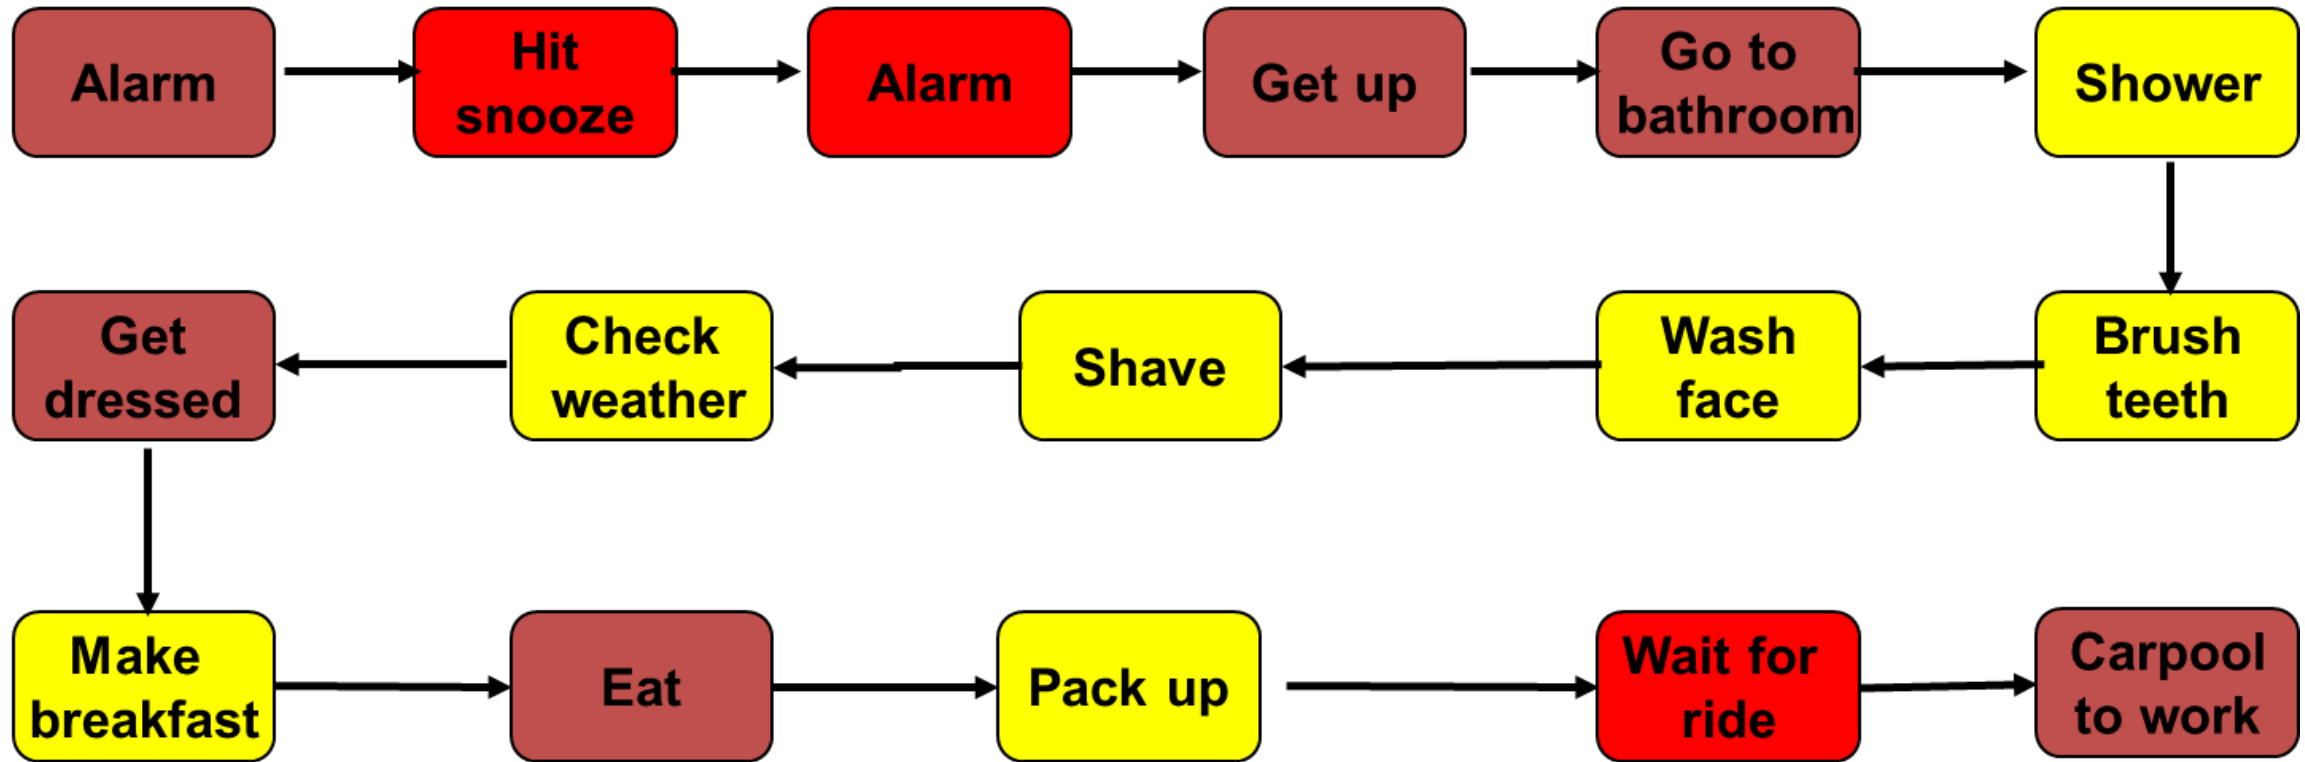 Alarm
Hit
snooze
Alarm
Get up
Go to
bathroom
Shower
Brush
teeth
Wash
face
Shave
Check
weather
Get
dressed
Make
breakfast
Eat
Pack up
Wait for
ride
Carpool
to work